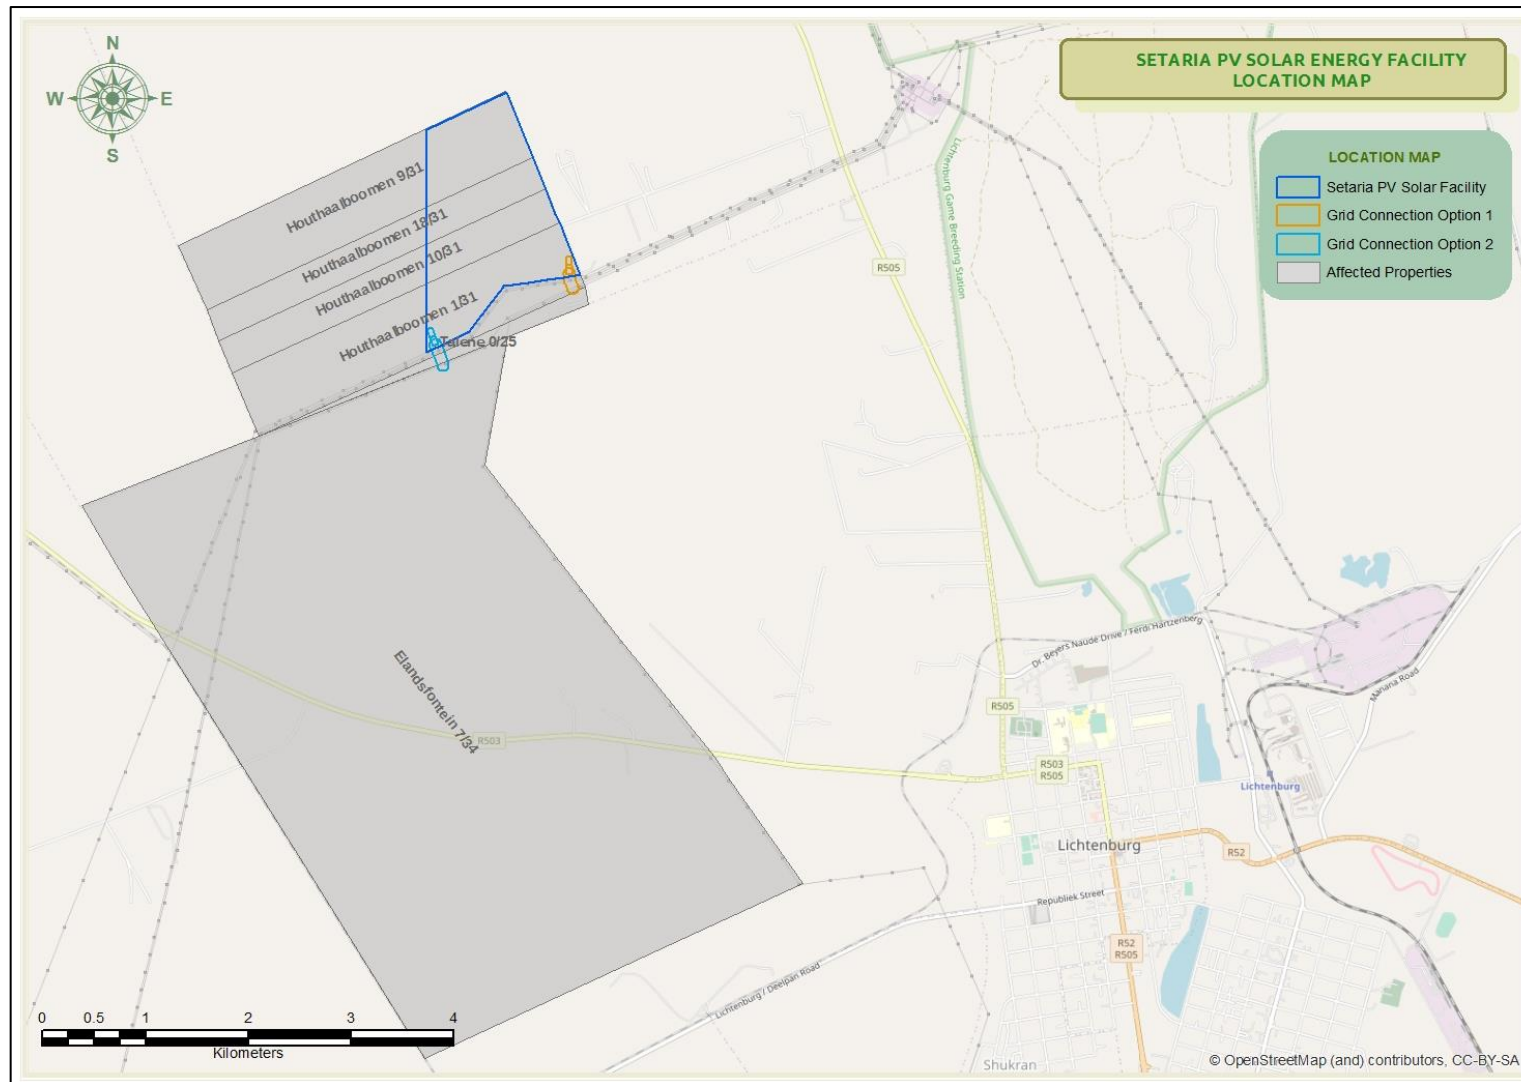 N
W
E
S
SETARIA PV SOLAR ENERGY FACILITY
LOCATION MAP
LOCATION MAP
Setaria PV Solar Facility
Grid Connection Option 1
Grid Connection Option 2
Affected Properties
Houthaalboomen 9/31
Houthaalboomen 18/31
Houthaalboomen 10/31
Houthaalboomen 1/31
Talene 0/25
Lichtenburg Game Breeding Station
R505
Elandsfontein 7/34
R503
Dr. Beyers Naude Drive / Ferdi Hartzenberg
Manana Road
R505
R503
R505
Lichtenburg
Lichtenburg
R52
Republiek Street
R52
R505
Lichtenburg / Deelpan Road
Shukran
0 0.5 1 2 3 4
Kilometers
© OpenStreetMap (and) contributors, CC-BY-SA